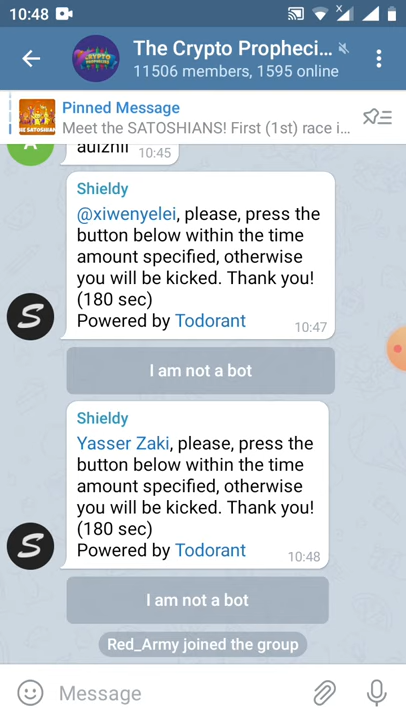 10:48
The Crypto Propheci...
11506 members, 1595 online
Pinned Message
Meet the SATOSHIANS! First (1st) race i...
10:45
Shieldy
@xiwenyelei, please, press the
button below within the time
amount specified, otherwise
you will be kicked. Thank you!
(180 sec)
Powered by Todorant
10:47
I am not a bot
Shieldy
Yasser Zaki, please, press the
button below within the time
amount specified, otherwise
you will be kicked. Thank you!
(180 sec)
Powered by Todorant
10:48
I am not a bot
Red_Army joined the group
Message